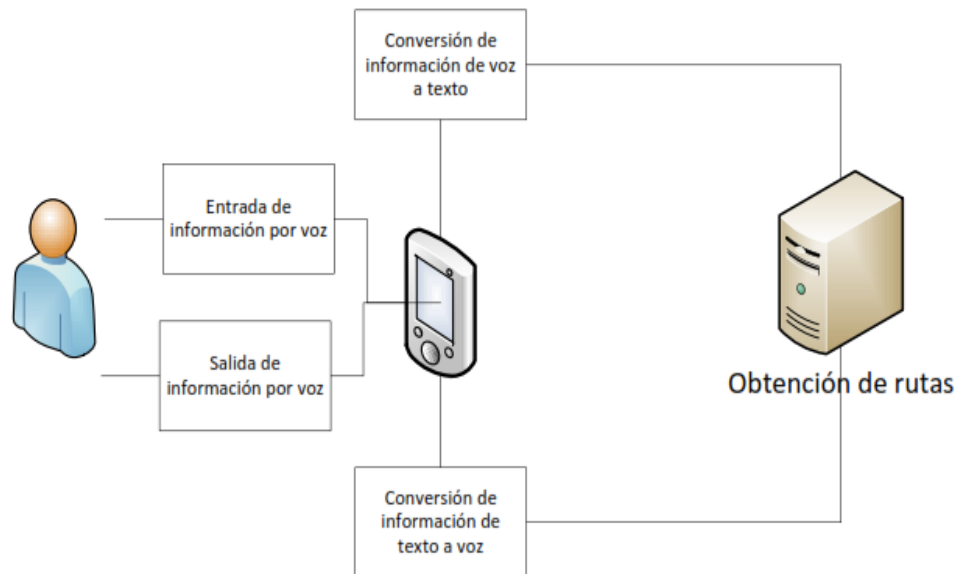 Conversión de
información de voz
a texto
Entrada de
información por voz
Salida de
información por voz
Obtención de rutas
Conversión de
información de
texto a voz